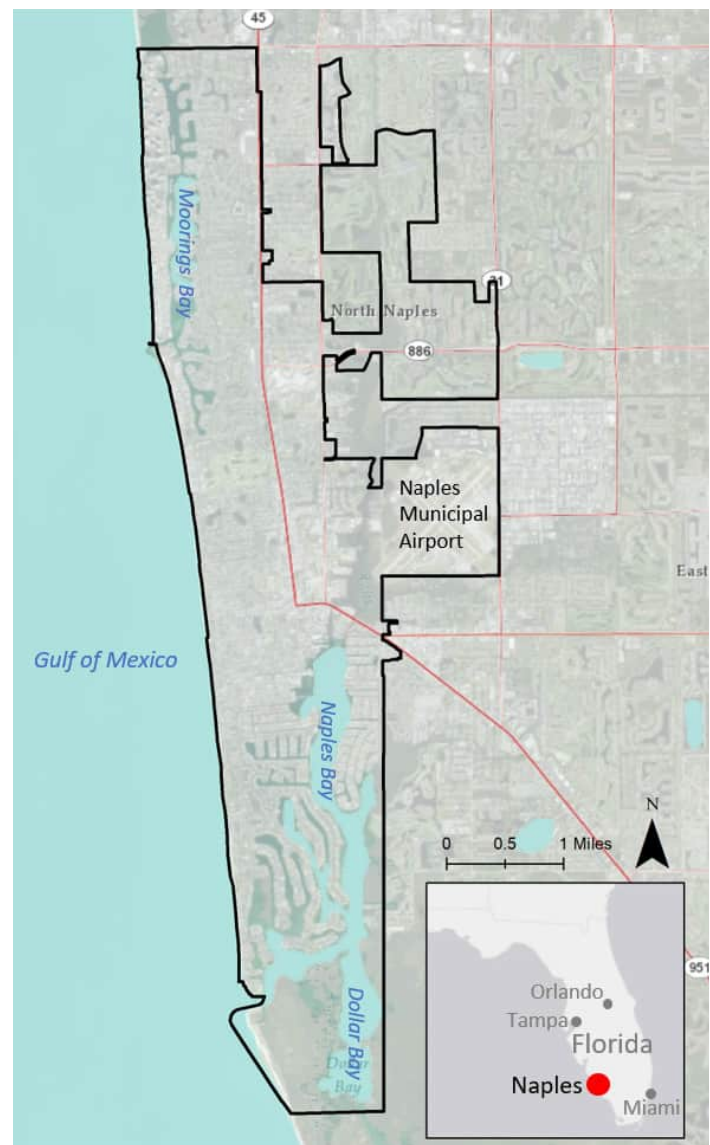 45
Moorings Bay
31
North Naples
886
Naples
Municipal
Airport
East
Gulf of Mexico
Naples Bay
N
0 0.5 1 Miles
951
Orlando
Tampa
Florida
Dollar Bay
Bay
Naples
Miami